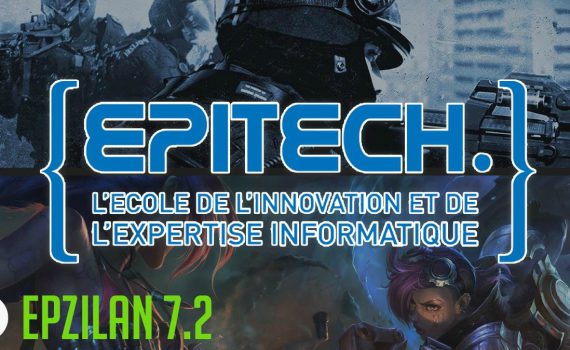 {EPITECH.}
L'ECOLE DE L'INNOVATION ET DE
L'EXPERTISE INFORMATIQUE
EPZILAN 7.2